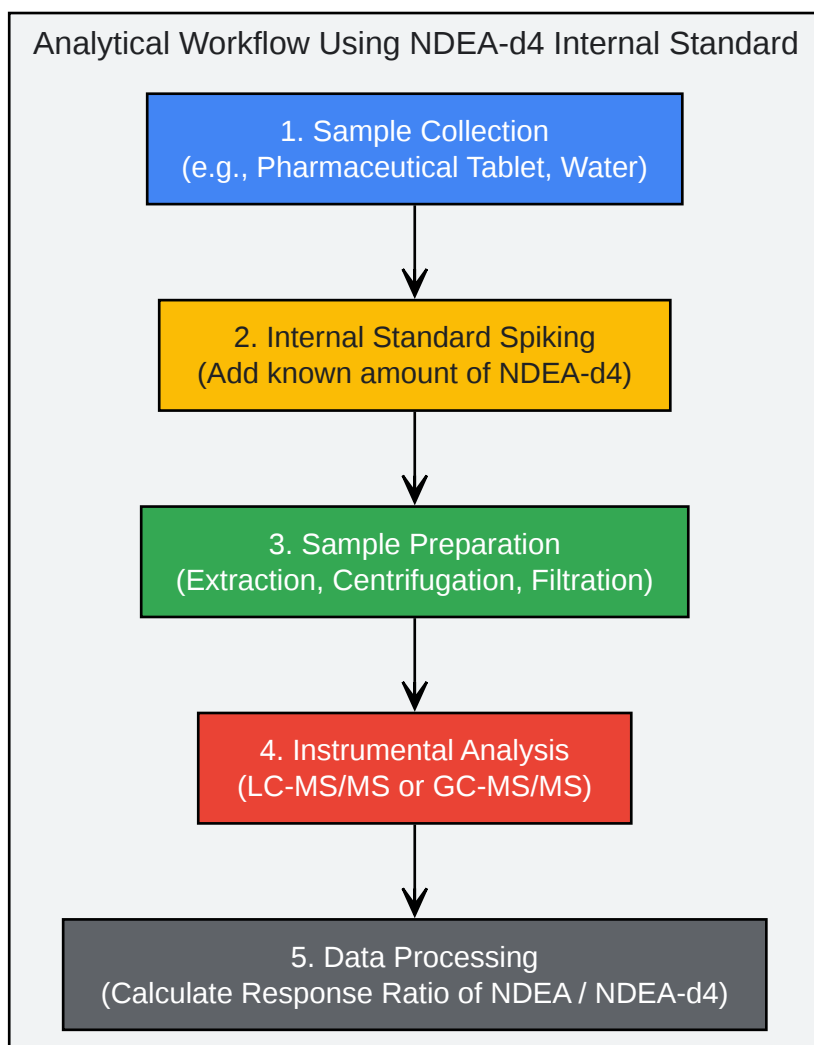 Analytical Workflow Using NDEA-d4 Internal Standard
1. Sample Collection
(e.g., Pharmaceutical Tablet, Water)
2. Internal Standard Spiking
(Add known amount of NDEA-d4)
3. Sample Preparation
(Extraction, Centrifugation, Filtration)
4. Instrumental Analysis
(LC-MS/MS or GC-MS/MS)
5. Data Processing
(Calculate Response Ratio of NDEA / NDEA-d4)